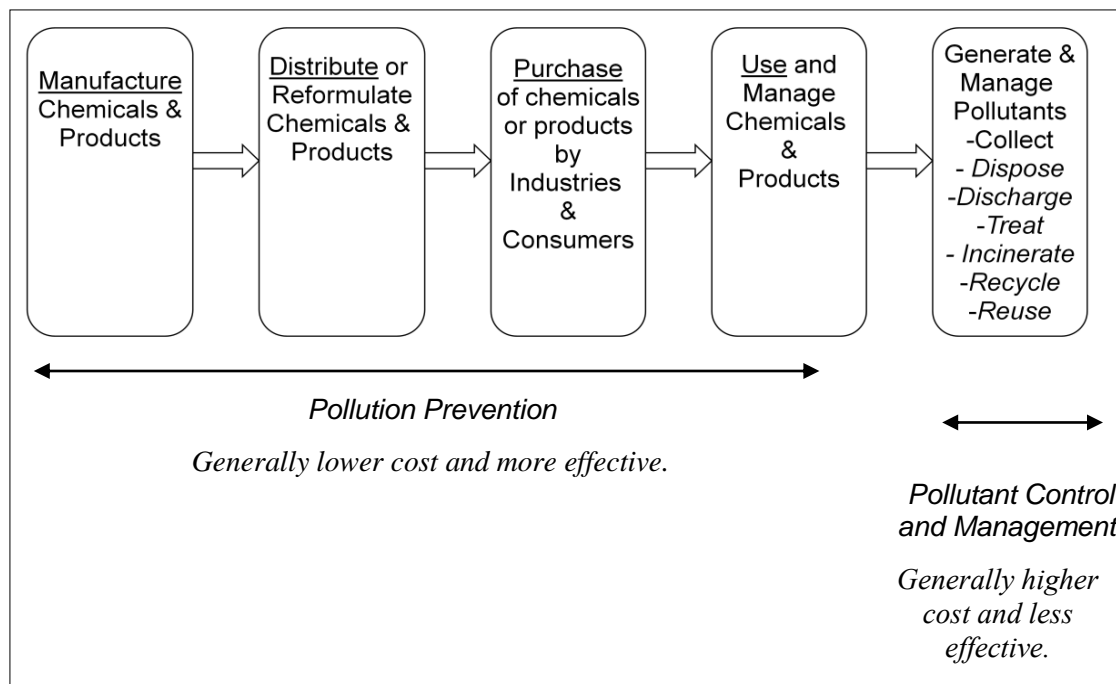 Manufacture
Chemicals &
Products
Distribute or
Reformulate
Chemicals &
Products
Purchase
of chemicals
or products
by
Industries
&
Consumers
Use and
Manage
Chemicals
&
Products
Generate &
Manage
Pollutants
-Collect
- Dispose
-Discharge
-Treat
- Incinerate
-Recycle
-Reuse
Pollution Prevention
Generally lower cost and more effective.
Pollutant Control
and Management
Generally higher
cost and less
effective.